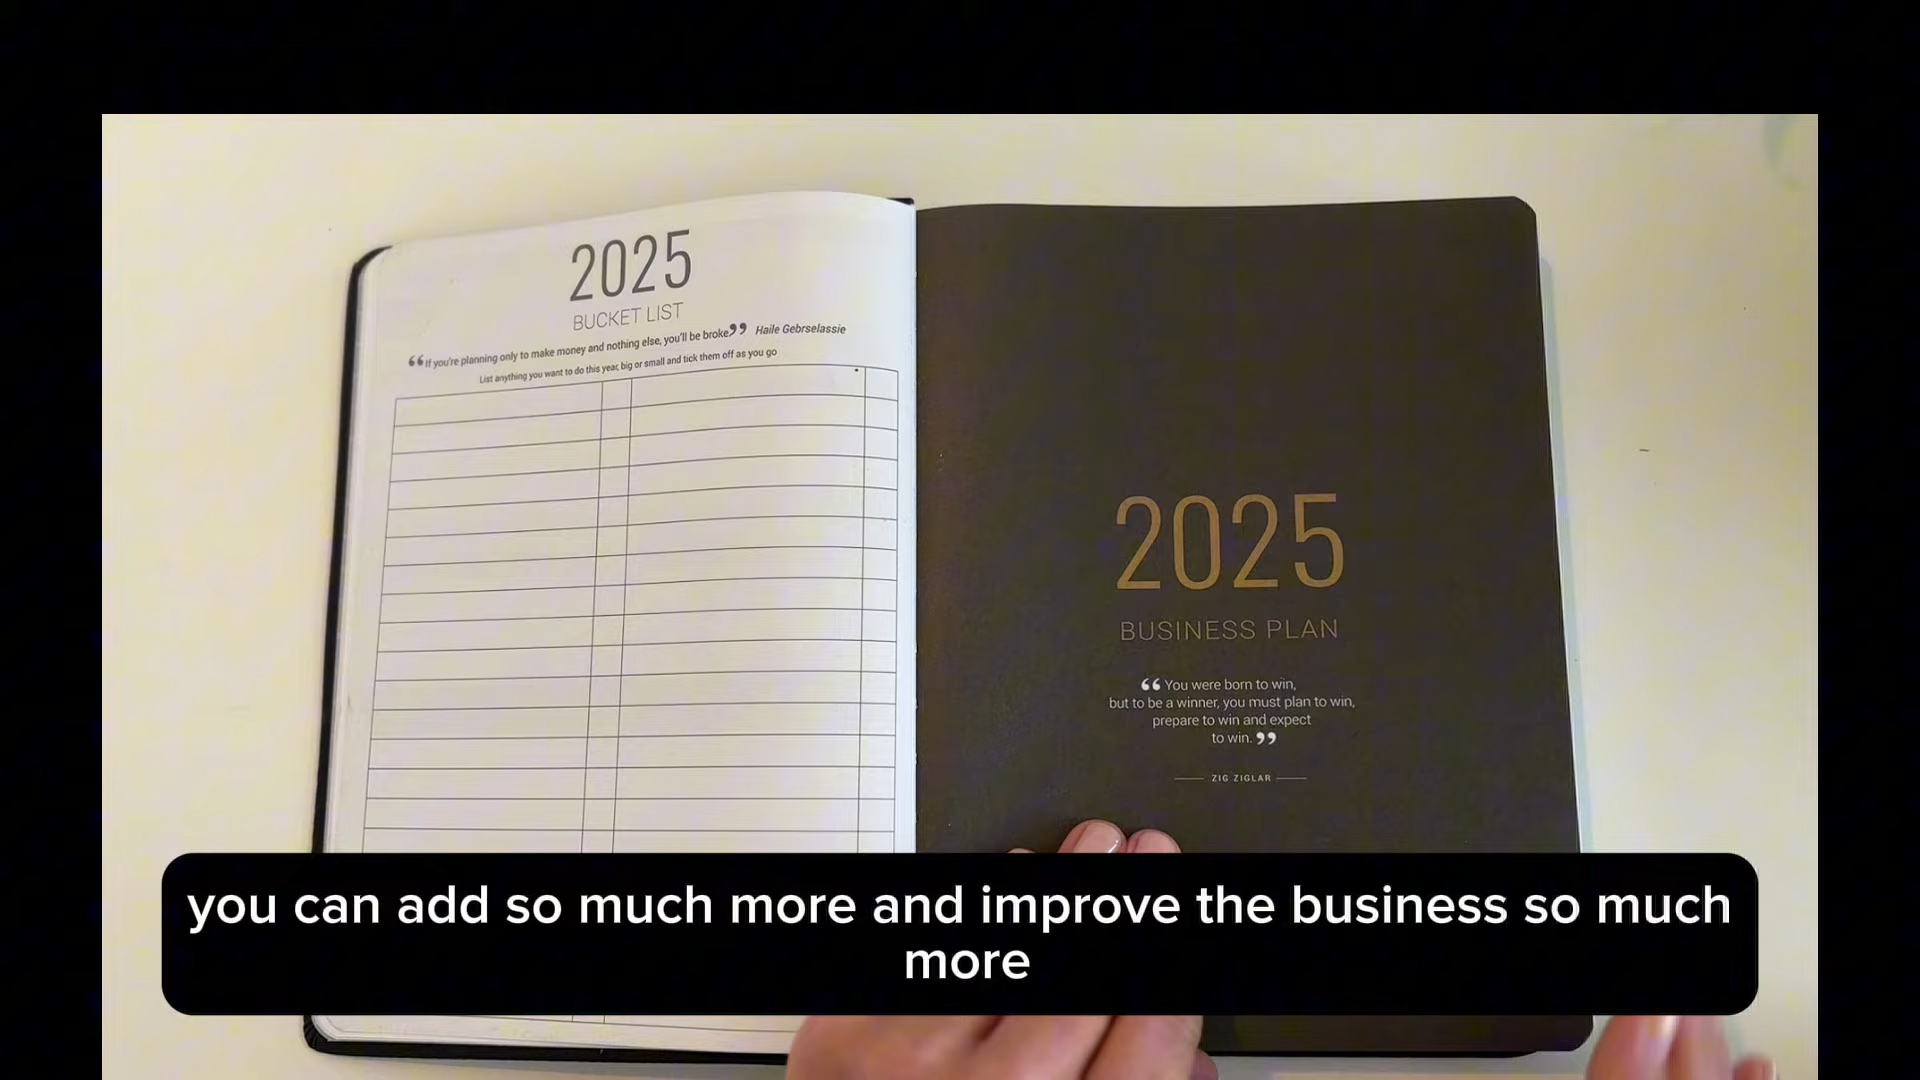 2025
BUCKET LIST
❝If you're planning only to make money and nothing else, you'll be broke❞ Haile Gebrselassie
List anything you want to do this year, big or small and tick them off as you go
2025
BUSINESS PLAN
❝You were born to win,
but to be a winner, you must plan to win,
prepare to win and expect
to win.❞
ZIG ZIGLAR
you can add so much more and improve the business so much
more